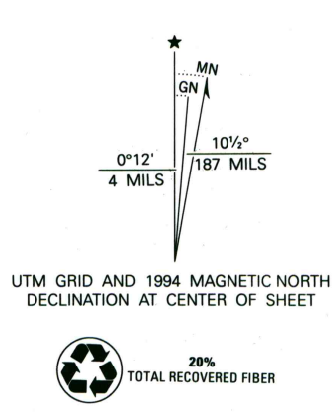 MN
GN
0°12'
4 MILS
10½°
187 MILS
UTM GRID AND 1994 MAGNETIC NORTH
DECLINATION AT CENTER OF SHEET
20%
TOTAL RECOVERED FIBER